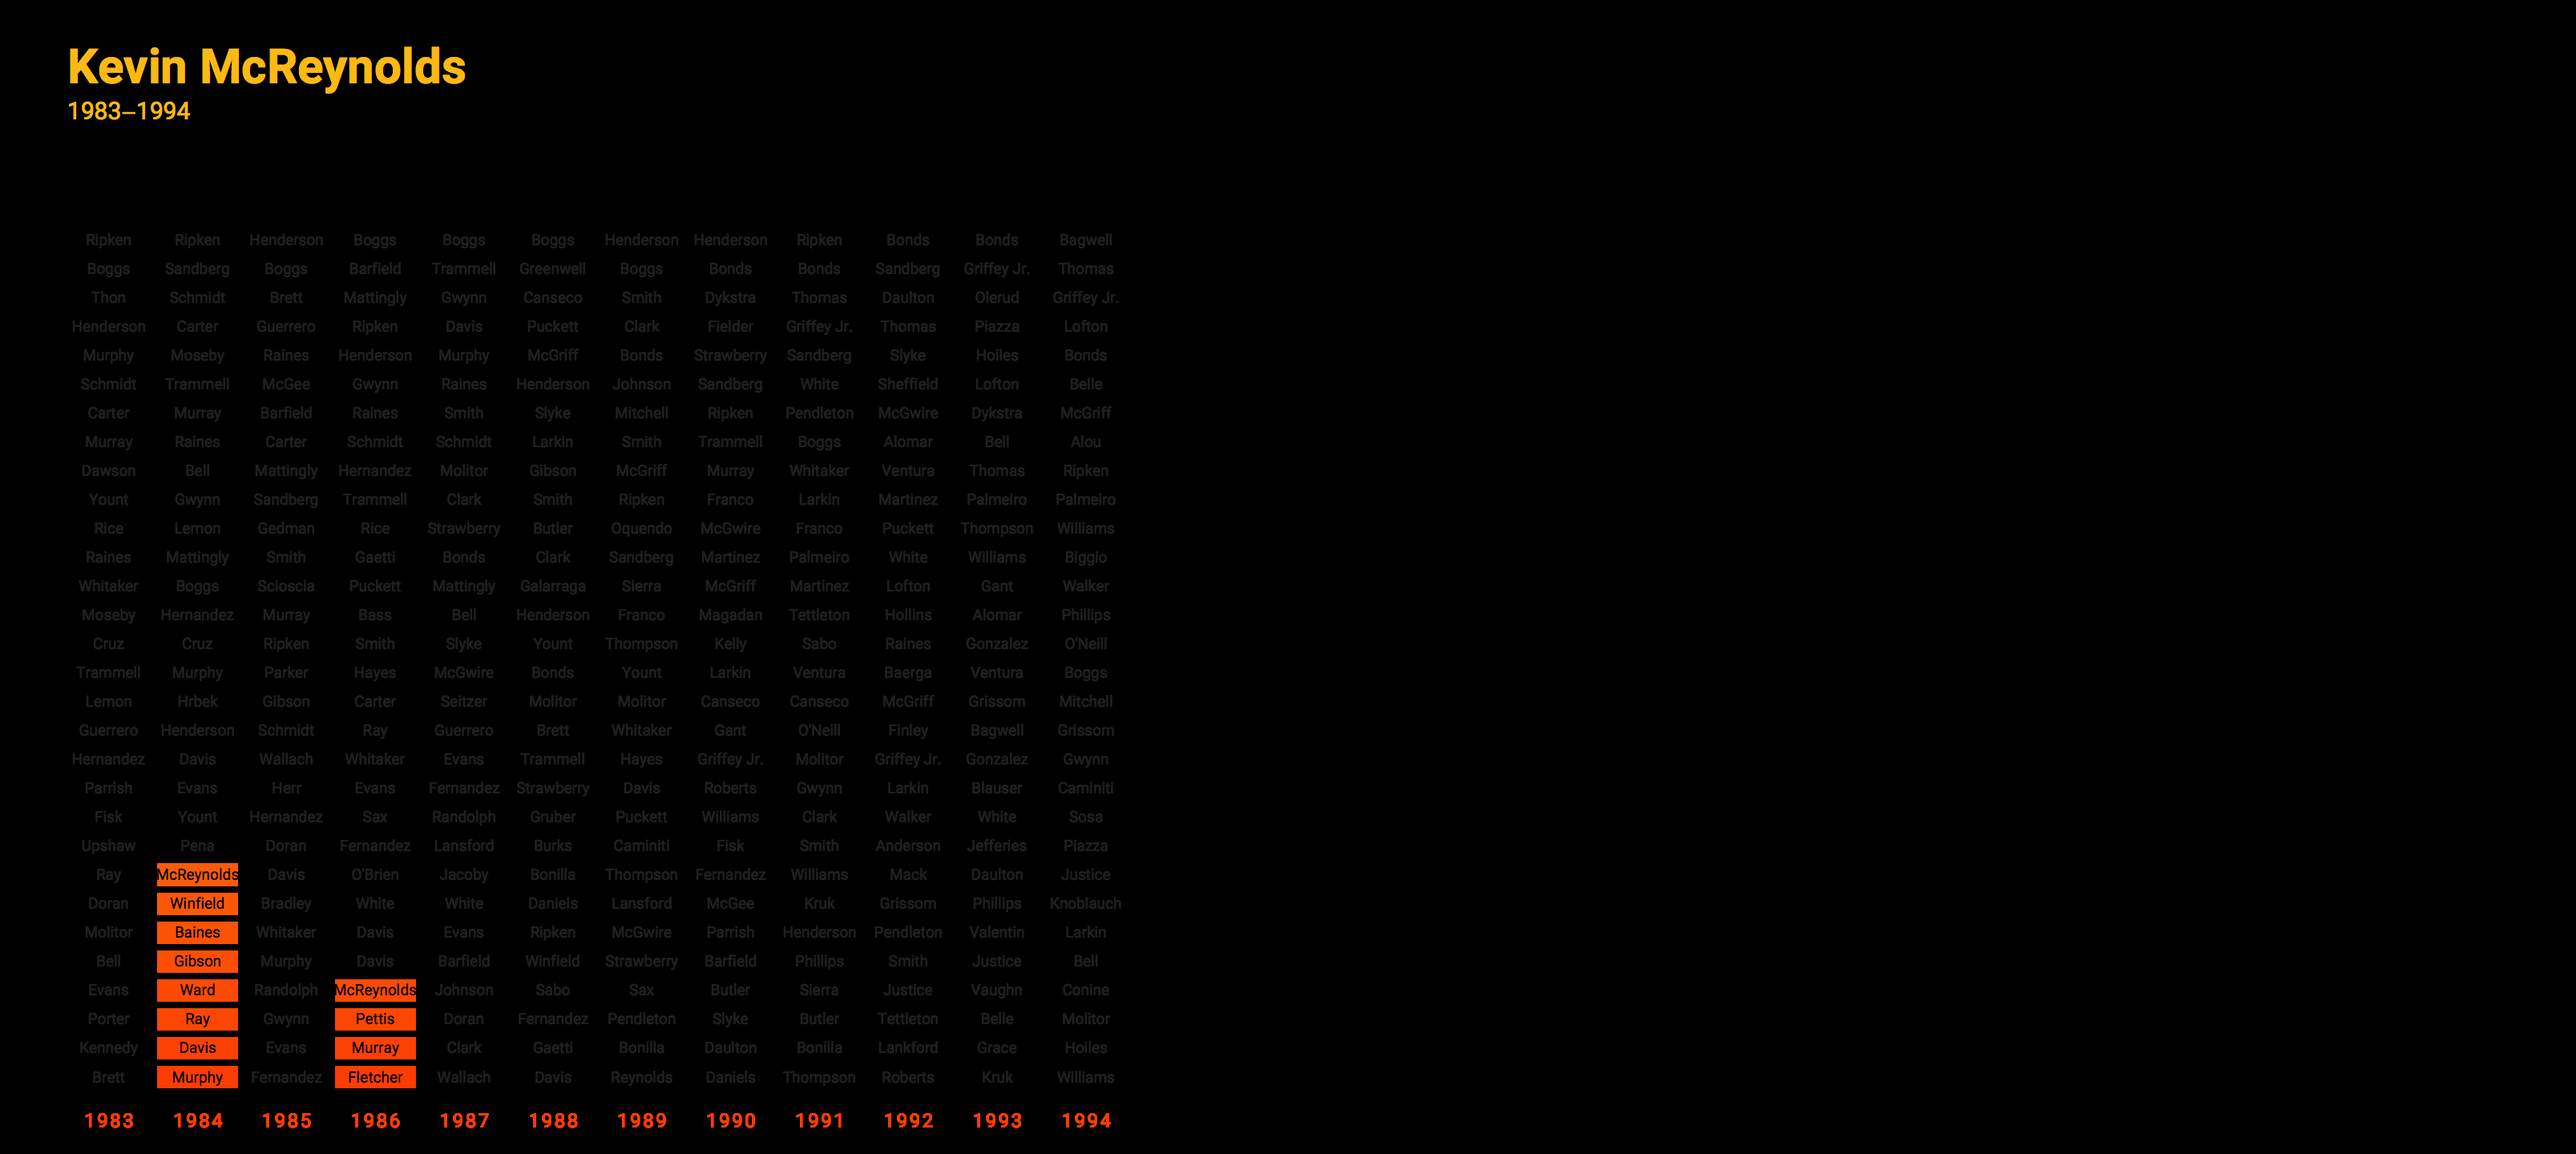 Kevin McReynolds
1983–1994
Ripken Ripken Henderson Boggs Boggs Boggs Henderson Henderson Ripken Bonds Bonds Bagwell
Boggs Sandberg Boggs Barfield Trammell Greenwell Boggs Bonds Bonds Sandberg Griffey Jr. Thomas
Thon Schmidt Brett Mattingly Gwynn Canseco Smith Dykstra Thomas Daulton Olerud Griffey Jr.
Henderson Carter Guerrero Ripken Davis Puckett Clark Fielder Griffey Jr. Thomas Piazza Lofton
Murphy Moseby Raines Henderson Murphy McGriff Bonds Strawberry Sandberg Slyke Hoiles Bonds
Schmidt Trammell McGee Gwynn Raines Henderson Johnson Sandberg White Sheffield Lofton Belle
Carter Murray Barfield Raines Smith Slyke Mitchell Ripken Pendleton McGwire Dykstra McGriff
Murray Raines Carter Schmidt Schmidt Larkin Smith Trammell Boggs Alomar Bell Alou
Dawson Bell Mattingly Hernandez Molitor Gibson McGriff Murray Whitaker Ventura Thomas Ripken
Yount Gwynn Sandberg Trammell Clark Smith Ripken Franco Larkin Martinez Palmeiro Palmeiro
Rice Lemon Gedman Rice Strawberry Butler Oquendo McGwire Franco Puckett Thompson Williams
Raines Mattingly Smith Gaetti Bonds Clark Sandberg Martinez Palmeiro White Williams Biggio
Whitaker Boggs Scioscia Puckett Mattingly Galarraga Sierra McGriff Martinez Lofton Gant Walker
Moseby Hernandez Murray Bass Bell Henderson Franco Magadan Tettleton Hollins Alomar Phillips
Cruz Cruz Ripken Smith Slyke Yount Thompson Kelly Sabo Raines Gonzalez O'Neill
Trammell Murphy Parker Hayes McGwire Bonds Yount Larkin Ventura Baerga Ventura Boggs
Lemon Hrbek Gibson Carter Seitzer Molitor Molitor Canseco Canseco McGriff Grissom Mitchell
Guerrero Henderson Schmidt Ray Guerrero Brett Whitaker Gant O'Neill Finley Bagwell Grissom
Hernandez Davis Wallach Whitaker Evans Trammell Hayes Griffey Jr. Molitor Griffey Jr. Gonzalez Gwynn
Parrish Evans Herr Evans Fernandez Strawberry Davis Roberts Gwynn Larkin Blauser Caminiti
Fisk Yount Hernandez Sax Randolph Gruber Puckett Williams Clark Walker White Sosa
Upshaw Pena Doran Fernandez Lansford Burks Caminiti Fisk Smith Anderson Jefferies Piazza
Ray McReynolds Davis O'Brien Jacoby Bonilla Thompson Fernandez Williams Mack Daulton Justice
Doran Winfield Bradley White White Daniels Lansford McGee Kruk Grissom Phillips Knoblauch
Molitor Baines Whitaker Davis Evans Ripken McGwire Parrish Henderson Pendleton Valentin Larkin
Bell Gibson Murphy Davis Barfield Winfield Strawberry Barfield Phillips Smith Justice Bell
Evans Ward Randolph McReynolds Johnson Sabo Sax Butler Sierra Justice Vaughn Conine
Porter Ray Gwynn Pettis Doran Fernandez Pendleton Slyke Butler Tettleton Belle Molitor
Kennedy Davis Evans Murray Clark Gaetti Bonilla Daulton Bonilla Lankford Grace Hoiles
Brett Murphy Fernandez Fletcher Wallach Davis Reynolds Daniels Thompson Roberts Kruk Williams
1983 1984 1985 1986 1987 1988 1989 1990 1991 1992 1993 1994